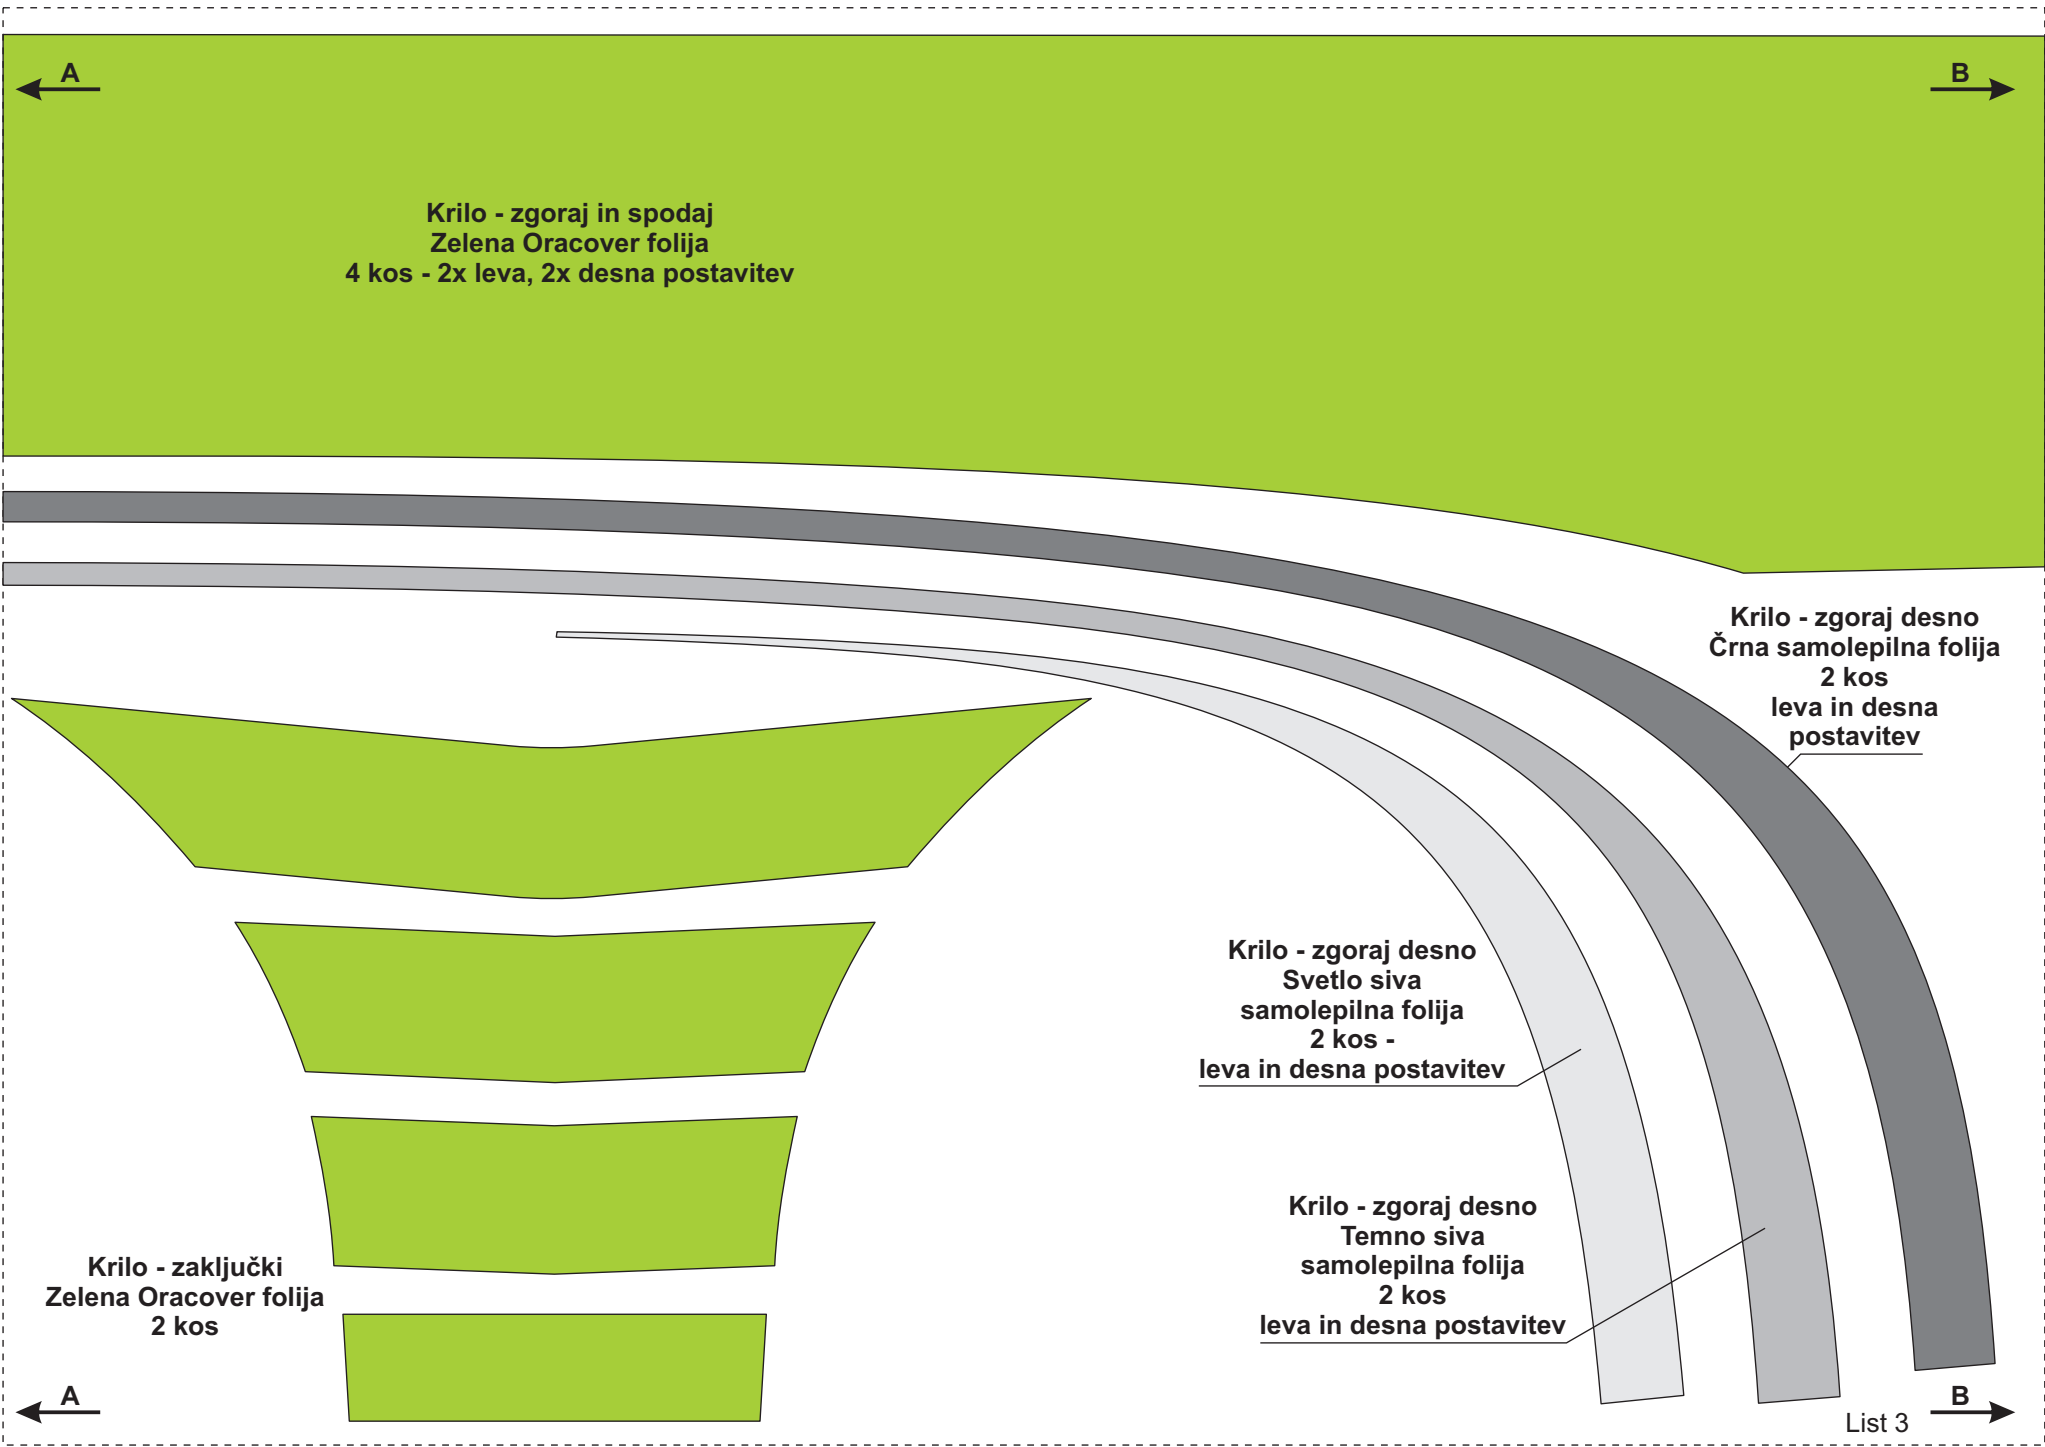 A
B
Krilo - zgoraj in spodaj
Zelena Oracover folija
4 kos - 2x leva, 2x desna postavitev
Krilo - zgoraj desno
Črna samolepilna folija
2 kos
leva in desna
postavitev
Krilo - zgoraj desno
Svetlo siva
samolepilna folija
2 kos -
leva in desna postavitev
Krilo - zgoraj desno
Temno siva
samolepilna folija
2 kos
leva in desna postavitev
Krilo - zaključki
Zelena Oracover folija
2 kos
A
B
List 3